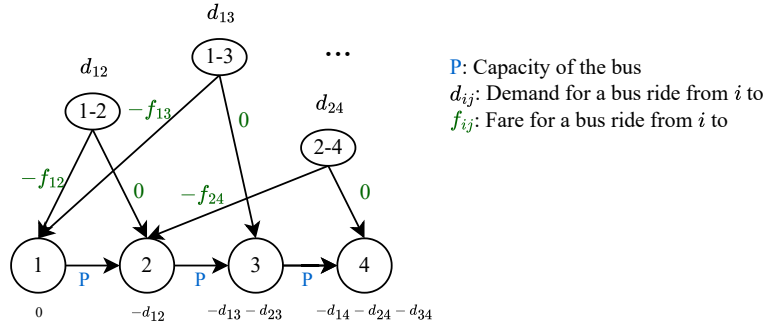 d₁₃
1-3
...
d₁₂
1-2
−f₁₃
0
d₂₄
2-4
−f₁₂
0
−f₂₄
0
1
2
3
4
P
P
P
0
−d₁₂
−d₁₃ − d₂₃
−d₁₄ − d₂₄ − d₃₄
P: Capacity of the bus
dᵢⱼ: Demand for a bus ride from i to
fᵢⱼ: Fare for a bus ride from i to